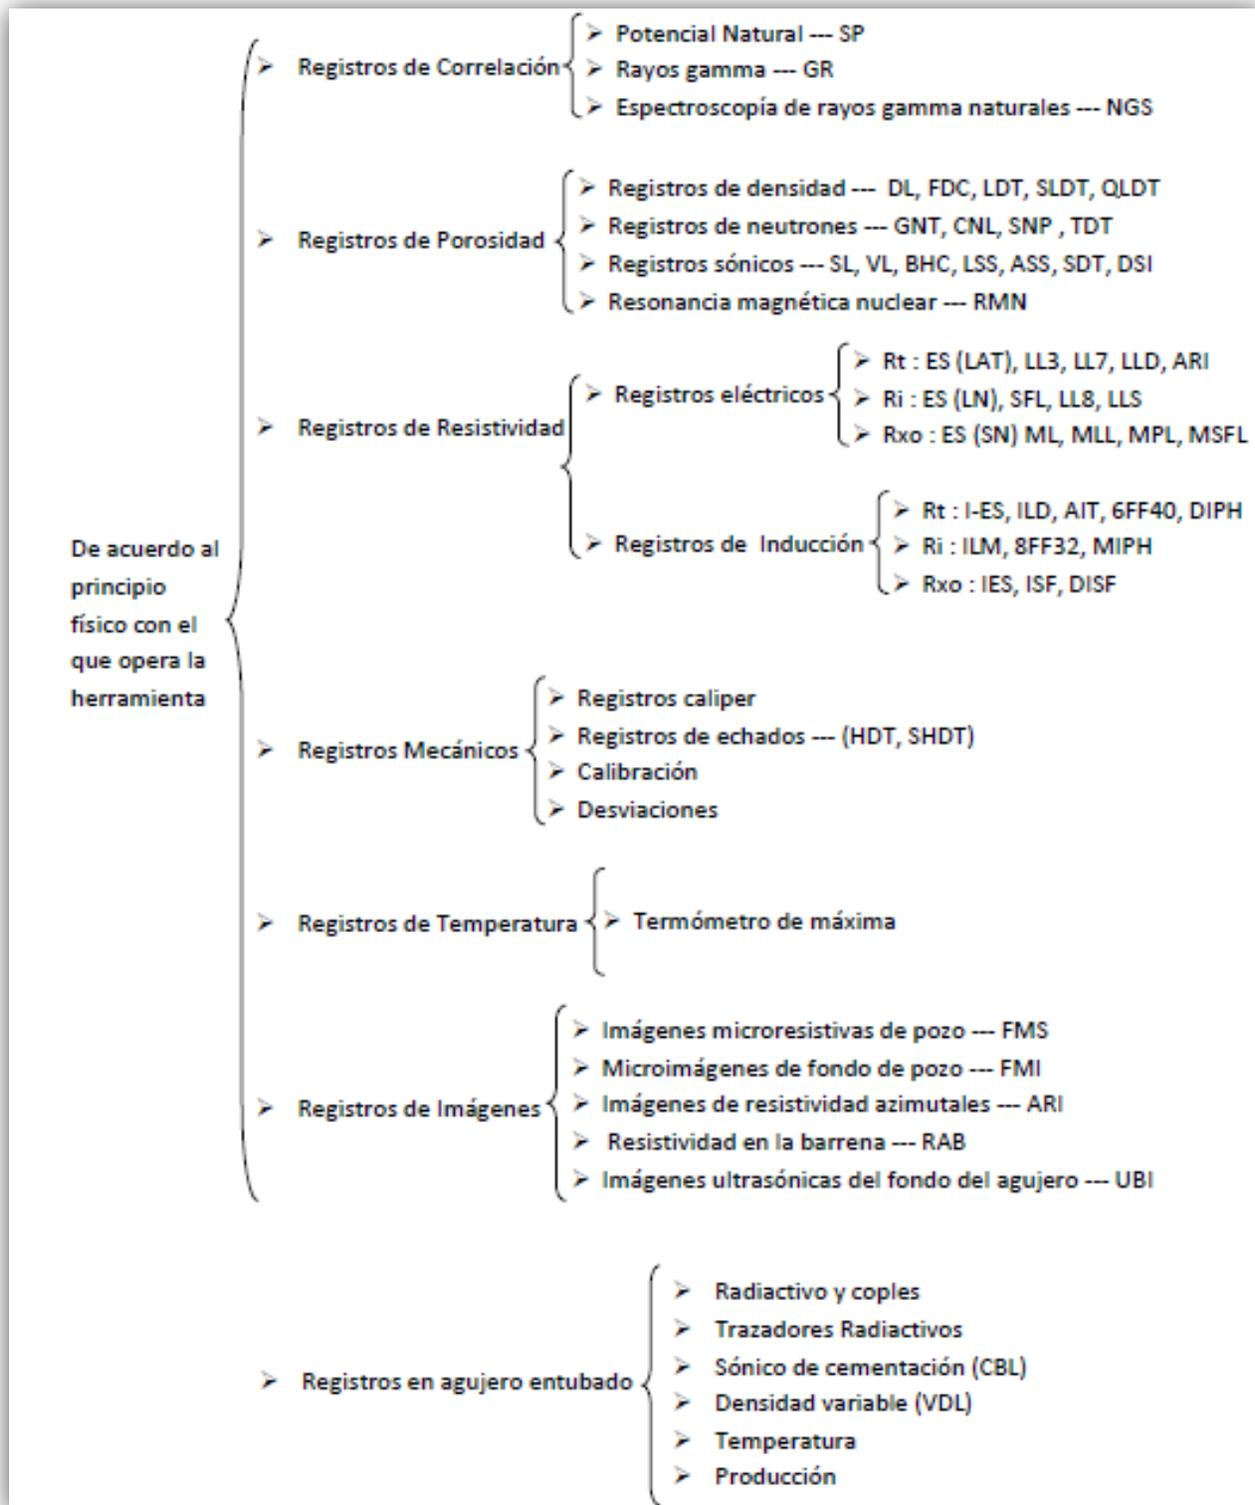 De acuerdo al
principio
físico con el
que opera la
herramienta
➢ Registros de Correlación
➢ Potencial Natural --- SP
➢ Rayos gamma --- GR
➢ Espectroscopía de rayos gamma naturales --- NGS
➢ Registros de Porosidad
➢ Registros de densidad --- DL, FDC, LDT, SLDT, QLDT
➢ Registros de neutrones --- GNT, CNL, SNP , TDT
➢ Registros sónicos --- SL, VL, BHC, LSS, ASS, SDT, DSI
➢ Resonancia magnética nuclear --- RMN
➢ Registros de Resistividad
➢ Registros eléctricos
➢ Rt : ES (LAT), LL3, LL7, LLD, ARI
➢ Ri : ES (LN), SFL, LL8, LLS
➢ Rxo : ES (SN) ML, MLL, MPL, MSFL
➢ Registros de Inducción
➢ Rt : I-ES, ILD, AIT, 6FF40, DIPH
➢ Ri : ILM, 8FF32, MIPH
➢ Rxo : IES, ISF, DISF
➢ Registros Mecánicos
➢ Registros caliper
➢ Registros de echados --- (HDT, SHDT)
➢ Calibración
➢ Desviaciones
➢ Registros de Temperatura
➢ Termómetro de máxima
➢ Registros de Imágenes
➢ Imágenes microresistivas de pozo --- FMS
➢ Microimágenes de fondo de pozo --- FMI
➢ Imágenes de resistividad azimutales --- ARI
➢ Resistividad en la barrena --- RAB
➢ Imágenes ultrasónicas del fondo del agujero --- UBI
➢ Registros en agujero entubado
➢ Radiactivo y coples
➢ Trazadores Radiactivos
➢ Sónico de cementación (CBL)
➢ Densidad variable (VDL)
➢ Temperatura
➢ Producción